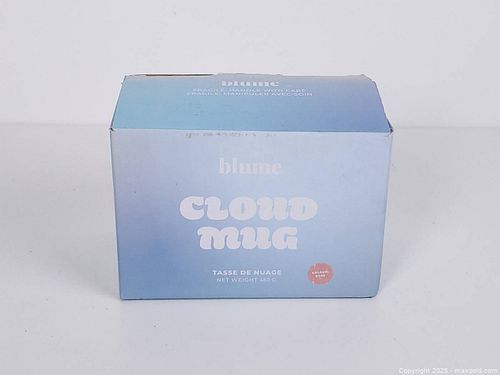 blume
FRAGILE, HANDLE WITH CARE
FRAGILE, MANIPULER AVEC SOIN
blume
CLOUD
MUG
TASSE DE NUAGE
NET WEIGHT 460 G
Copyright 2025 - maxsold.com